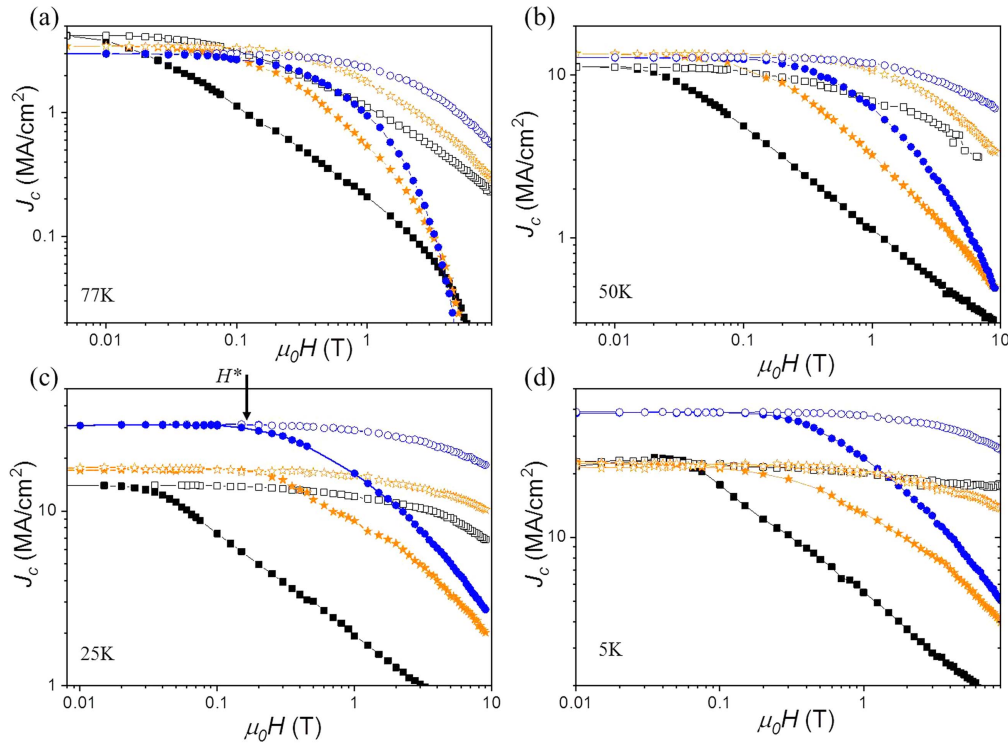 (a)
J_c (MA/cm²)
1
0.1
77K
0.01
0.1
1
μ₀H (T)
(b)
J_c (MA/cm²)
10
1
50K
0.01
0.1
1
10
μ₀H (T)
(c)
H*
J_c (MA/cm²)
10
1
25K
0.01
0.1
1
10
μ₀H (T)
(d)
J_c (MA/cm²)
10
5K
0.01
0.1
1
μ₀H (T)